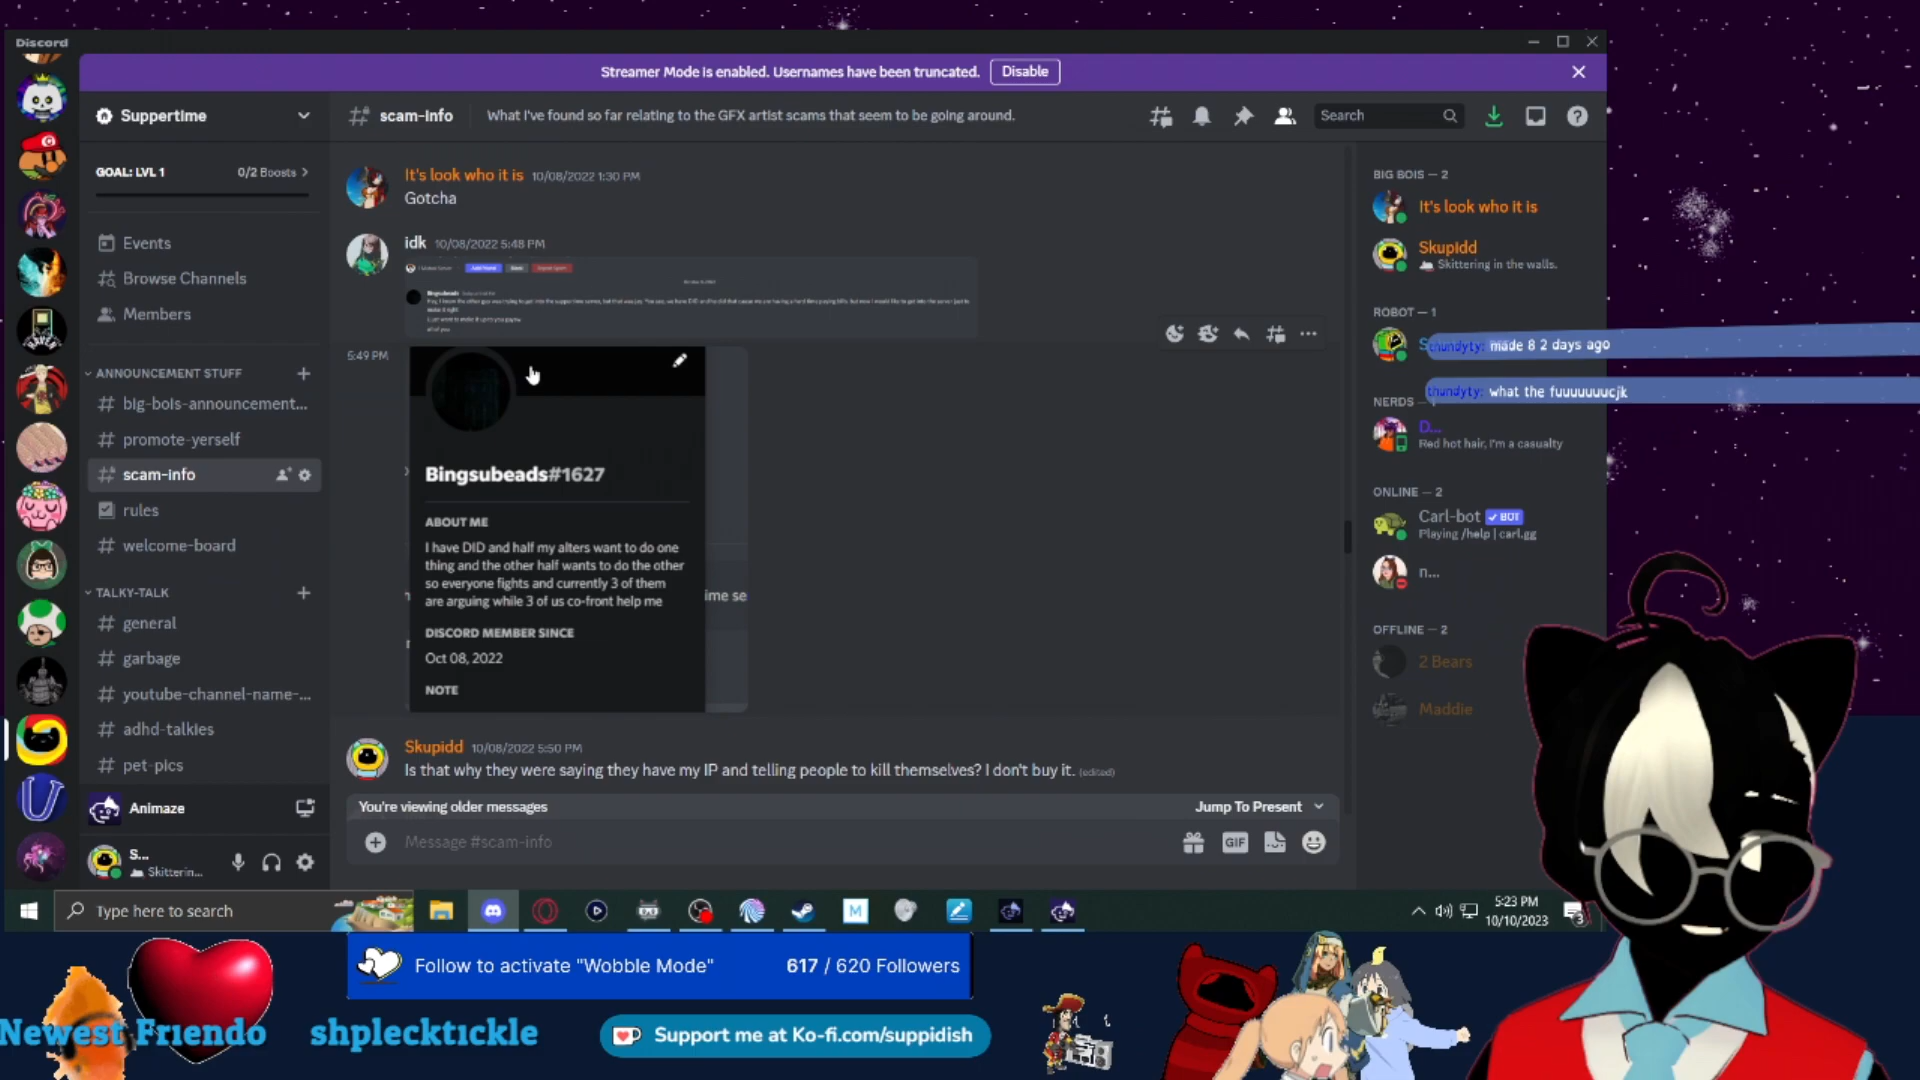 Discord
Streamer Mode is enabled. Usernames have been truncated.
Disable
Suppertime
scam-info
What I've found so far relating to the GFX artist scams that seem to be going around.
Search
GOAL: LVL 1
0/2 Boosts
Events
Browse Channels
Members
ANNOUNCEMENT STUFF
big-bois-announcement...
promote-yerself
scam-info
rules
welcome-board
TALKY-TALK
general
garbage
youtube-channel-name-...
adhd-talkies
pet-pics
Animaze
S...
Skitterin...
It's look who it is 10/08/2022 1:30 PM
Gotcha
idk 10/08/2022 5:48 PM
Bingsubeads
5:49 PM
Bingsubeads#1627
ABOUT ME
I have DID and half my alters want to do one
thing and the other half wants to do the other
so everyone fights and currently 3 of them
are arguing while 3 of us co-front help me
ime se
DISCORD MEMBER SINCE
Oct 08, 2022
NOTE
Skupidd 10/08/2022 5:50 PM
Is that why they were saying they have my IP and telling people to kill themselves? I don't buy it. (edited)
You're viewing older messages
Jump To Present
Message #scam-info
GIF
BIG BOIS — 2
It's look who it is
Skupidd
Skittering in the walls.
ROBOT — 1
thundyty: made 8 2 days ago
thundyty: what the fuuuuuuucjk
NERDS —
D...
Red hot hair, I'm a casualty
ONLINE — 2
Carl-bot BOT
Playing /help | carl.gg
n...
OFFLINE — 2
2 Bears
Maddie
Type here to search
M
5:23 PM
10/10/2023
3
Follow to activate "Wobble Mode"
617 / 620 Followers
Newest Friendo
shplecktickle
Support me at Ko-fi.com/suppidish